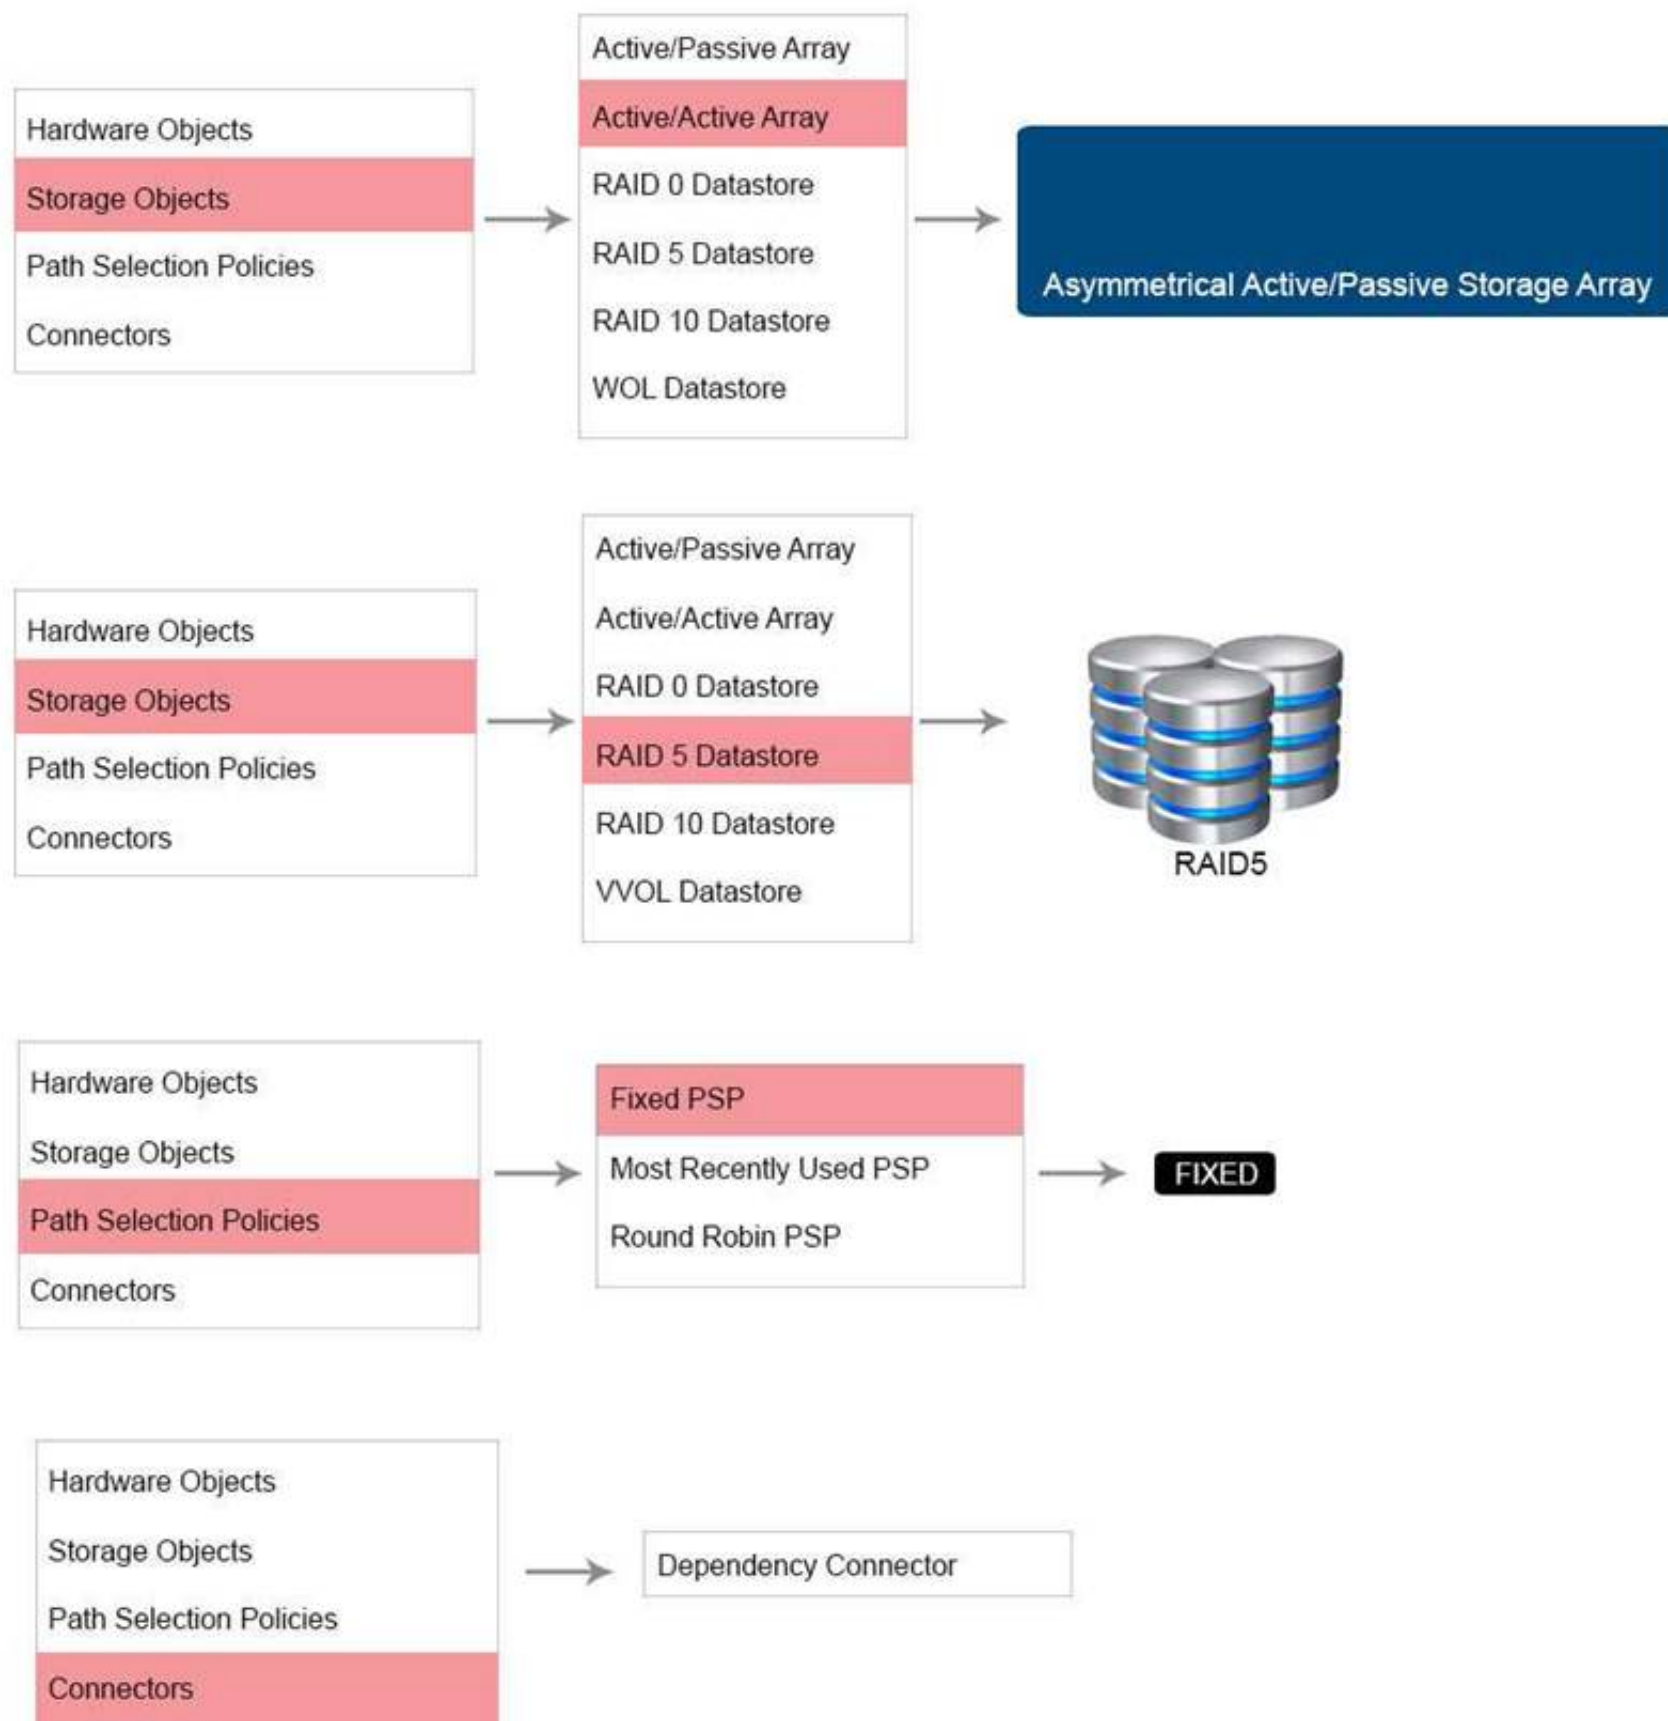 Hardware Objects
Storage Objects
Path Selection Policies
Connectors
Active/Passive Array
Active/Active Array
RAID 0 Datastore
RAID 5 Datastore
RAID 10 Datastore
WOL Datastore
Asymmetrical Active/Passive Storage Array
Hardware Objects
Storage Objects
Path Selection Policies
Connectors
Active/Passive Array
Active/Active Array
RAID 0 Datastore
RAID 5 Datastore
RAID 10 Datastore
VVOL Datastore
RAID5
Hardware Objects
Storage Objects
Path Selection Policies
Connectors
Fixed PSP
Most Recently Used PSP
Round Robin PSP
FIXED
Hardware Objects
Storage Objects
Path Selection Policies
Connectors
Dependency Connector